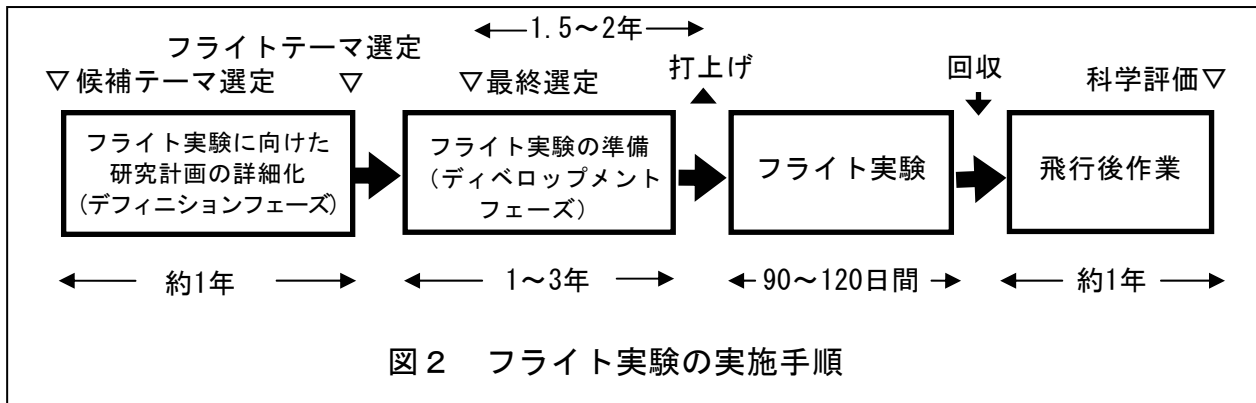 1.5～2年
フライトテーマ選定
打上げ
回収
▽候補テーマ選定
▽
▽最終選定
科学評価▽
フライト実験に向けた
研究計画の詳細化
(デフィニションフェーズ)
フライト実験の準備
(ディベロップメント
フェーズ)
フライト実験
飛行後作業
約1年
1～3年
90～120日間
約1年
図２　フライト実験の実施手順